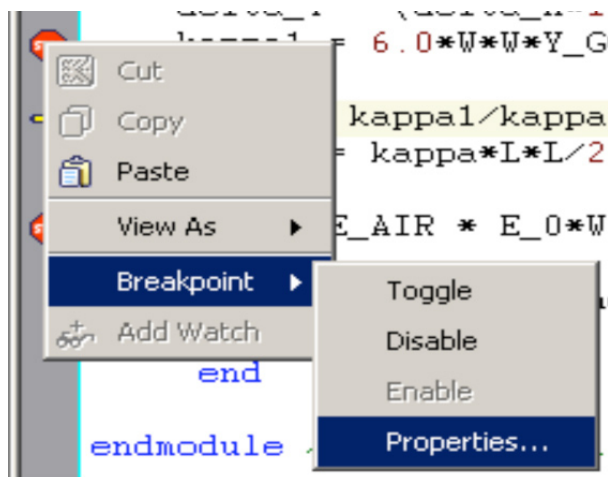 kappa1 = 6.0*W*W*Y_G
Cut
Copy
kappa1/kappa
Paste
= kappa*L*L/2
View As
E_AIR * E_0*W
Breakpoint
Toggle
Add Watch
Disable
end
Enable
endmodule
Properties...